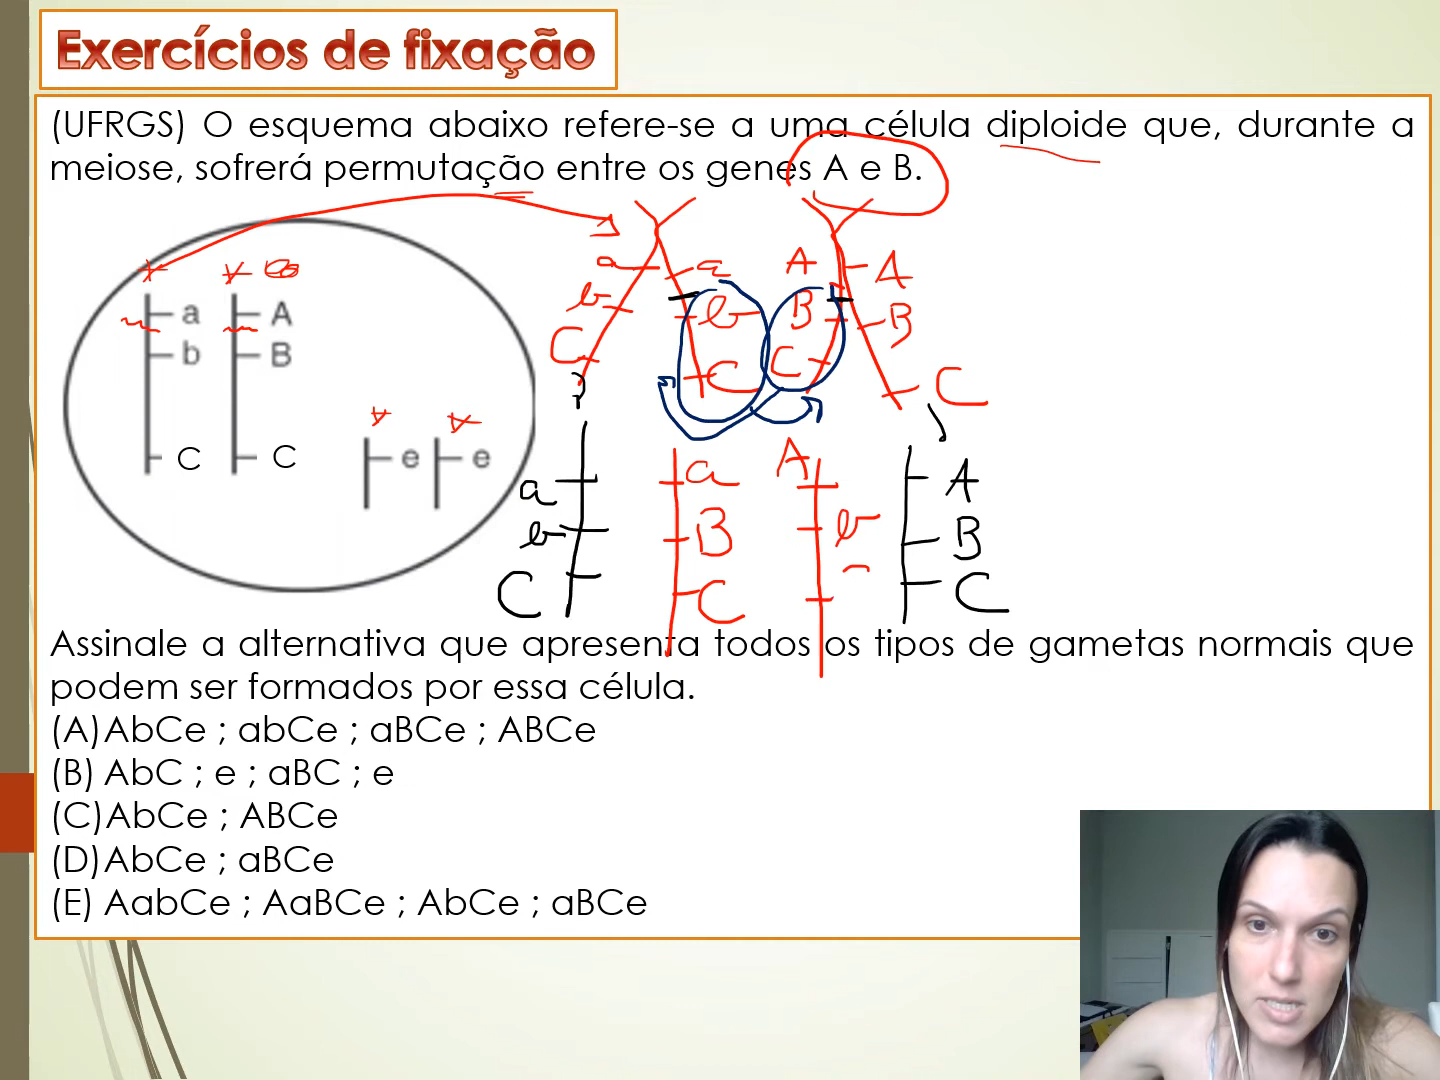 Exercícios de fixação
(UFRGS) O esquema abaixo refere-se a uma célula diploide que, durante a
meiose, sofrerá permutação entre os genes A e B.
a A
b B
C C
e e
a a A A
b b B B
C C C C
a a A A
b B b B
C C C
Assinale a alternativa que apresenta todos os tipos de gametas normais que
podem ser formados por essa célula.
(A) AbCe ; abCe ; aBCe ; ABCe
(B) AbC ; e ; aBC ; e
(C) AbCe ; ABCe
(D) AbCe ; aBCe
(E) AabCe ; AaBCe ; AbCe ; aBCe